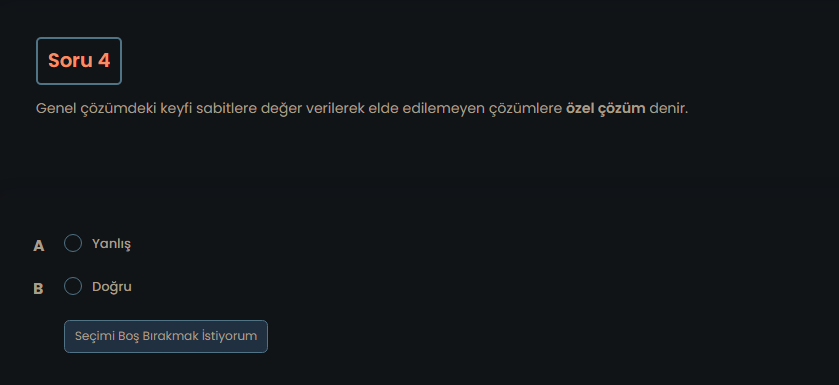 Soru 4
Genel çözümdeki keyfi sabitlere değer verilerek elde edilemeyen çözümlere özel çözüm denir.
A Yanlış
B Doğru
Seçimi Boş Bırakmak İstiyorum